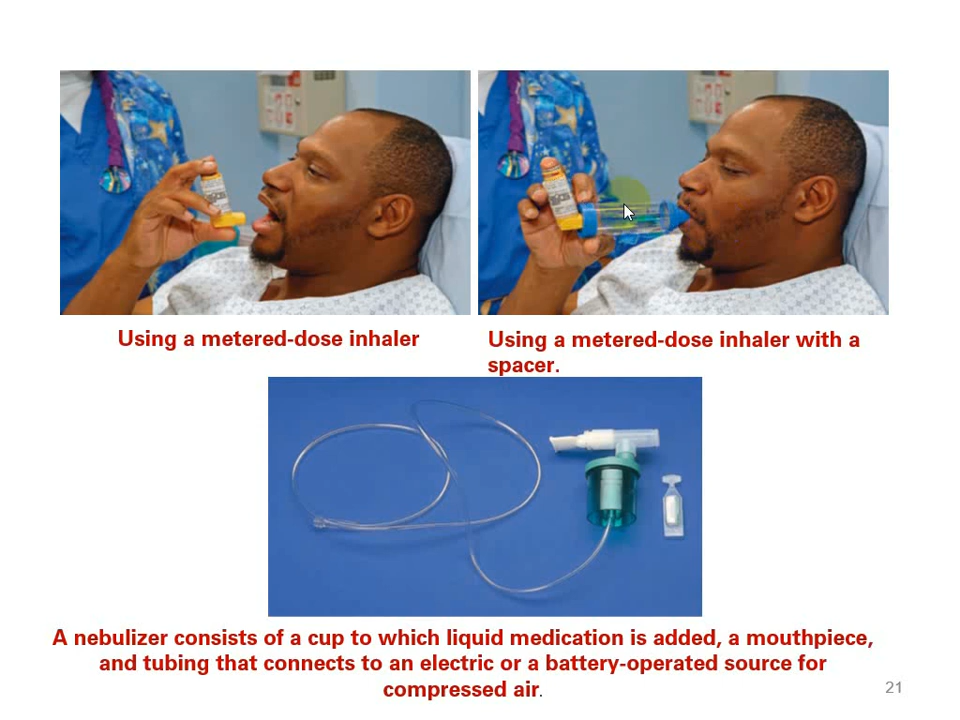 Using a metered-dose inhaler
Using a metered-dose inhaler with a
spacer.
A nebulizer consists of a cup to which liquid medication is added, a mouthpiece,
and tubing that connects to an electric or a battery-operated source for
compressed air.
21